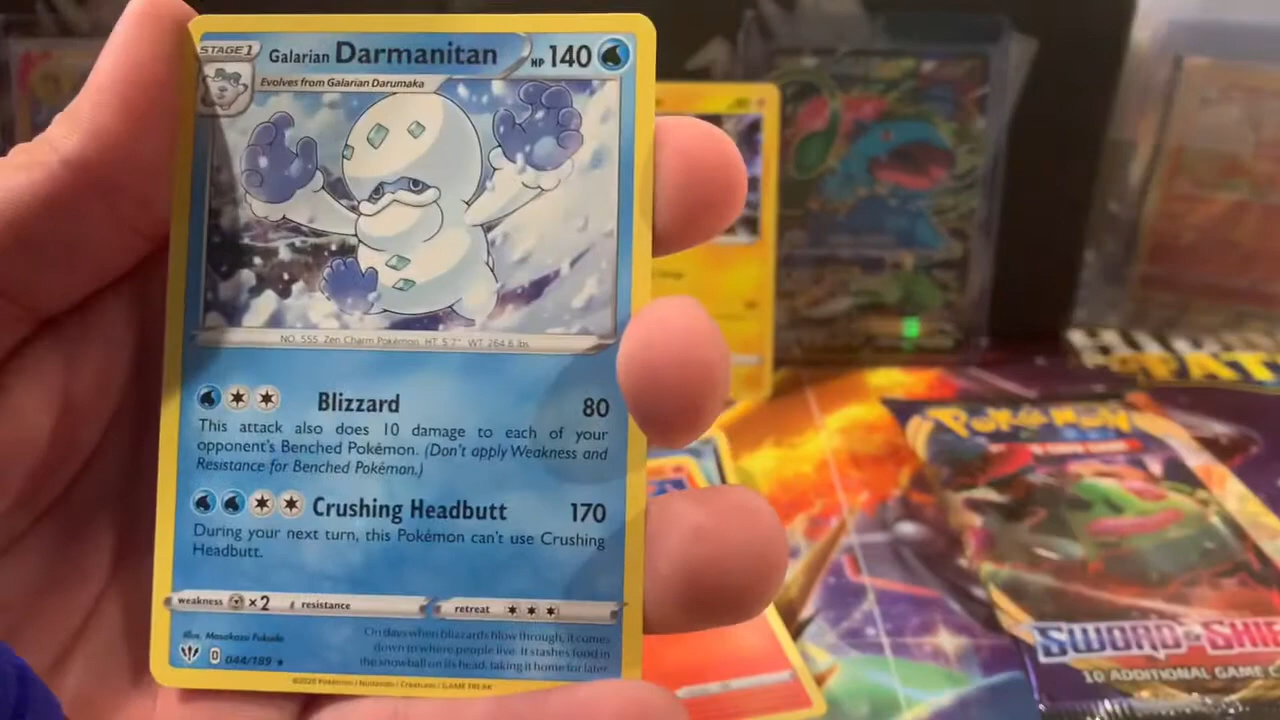 STAGE 1
Galarian Darmanitan HP 140
Evolves from Galarian Darumaka
NO. 555 Zen Charm Pokémon HT. 5'7" WT. 264.6 lbs.
Blizzard 80
This attack also does 10 damage to each of your
opponent's Benched Pokémon. (Don't apply Weakness and
Resistance for Benched Pokémon.)
Crushing Headbutt 170
During your next turn, this Pokémon can't use Crushing
Headbutt.
weakness ×2 resistance retreat
Illus. Masakazu Fukuda
D 044/189 ★
On days when blizzards blow through, it comes
down to where people live. It stashes food in
the snowball on its head, taking it home for later.
©2020 Pokémon / Nintendo / Creatures / GAME FREAK
Pokémon
10 ADDITIONAL GAME